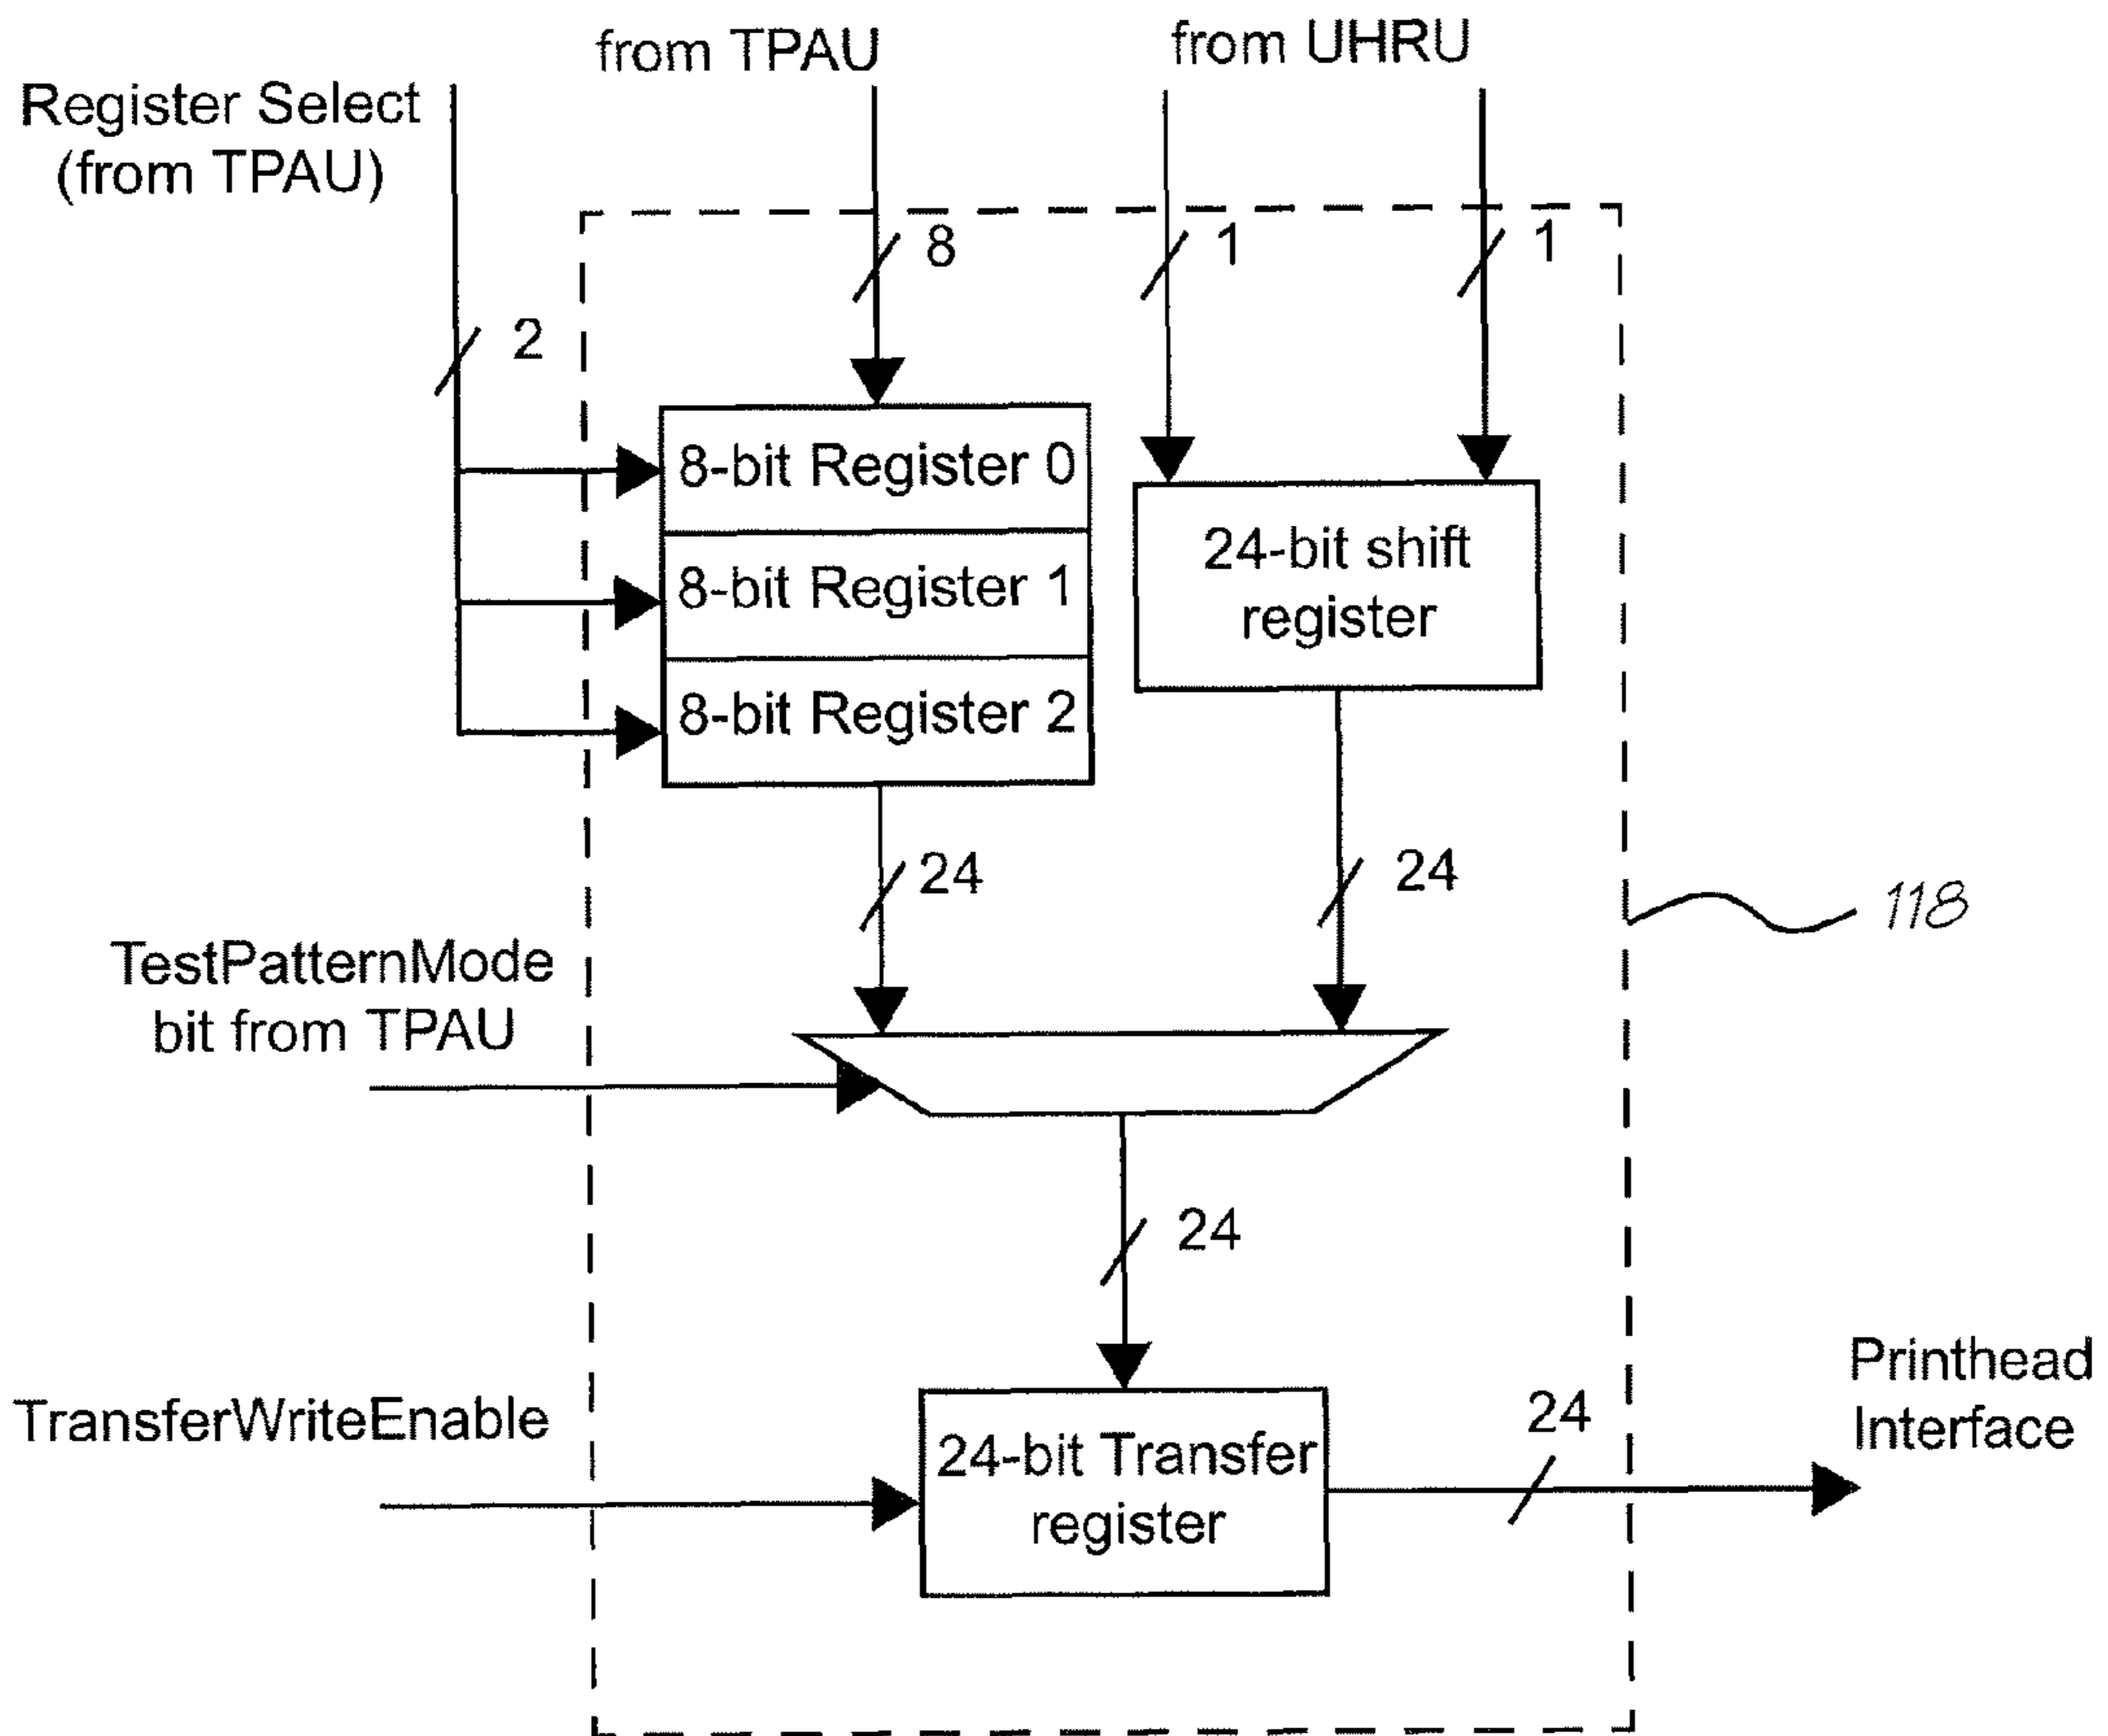 from TPAU
from UHRU
Register Select
(from TPAU)
8
1
1
2
8-bit Register 0
8-bit Register 1
8-bit Register 2
24-bit shift
register
24
24
118
TestPatternMode
bit from TPAU
24
TransferWriteEnable
24-bit Transfer
register
24
Printhead
Interface